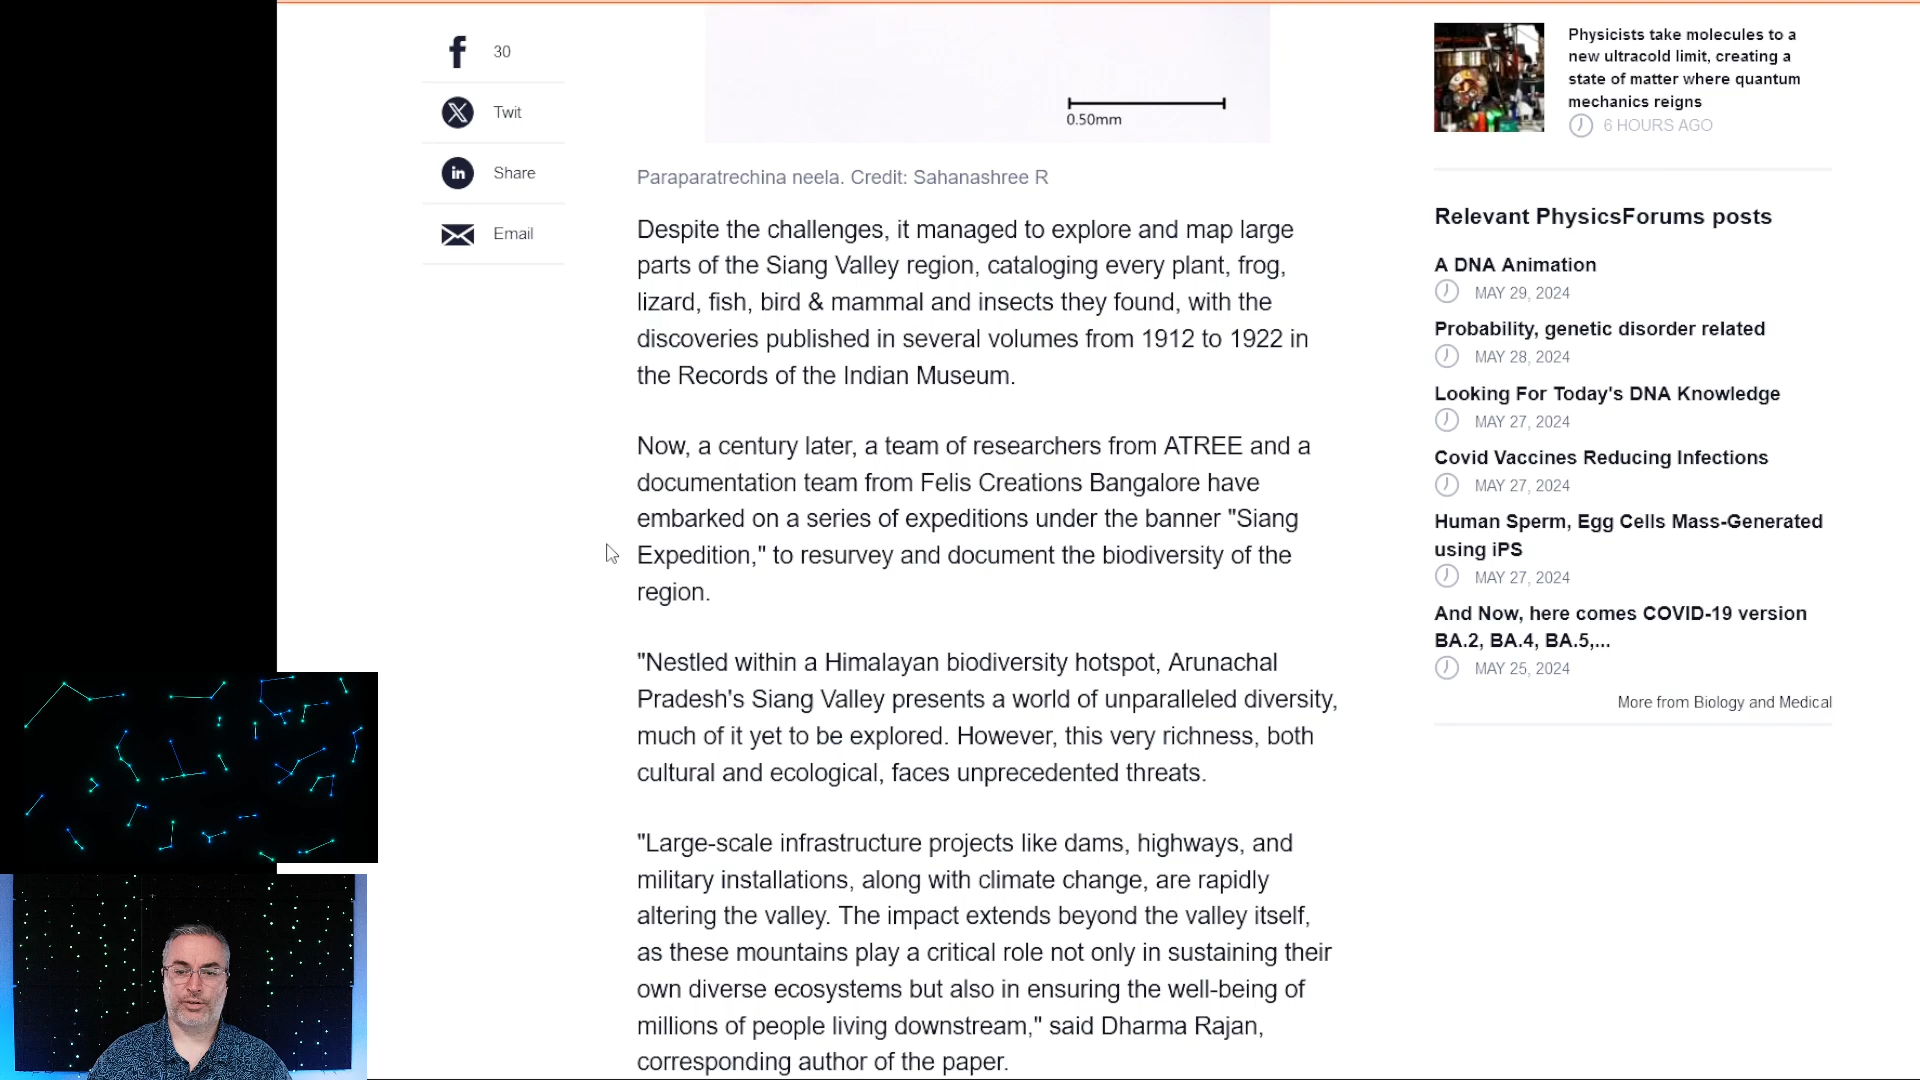 30
Twit
Share
Email
0.50mm
Paraparatrechina neela. Credit: Sahanashree R
Despite the challenges, it managed to explore and map large
parts of the Siang Valley region, cataloging every plant, frog,
lizard, fish, bird & mammal and insects they found, with the
discoveries published in several volumes from 1912 to 1922 in
the Records of the Indian Museum.
Now, a century later, a team of researchers from ATREE and a
documentation team from Felis Creations Bangalore have
embarked on a series of expeditions under the banner "Siang
Expedition," to resurvey and document the biodiversity of the
region.
"Nestled within a Himalayan biodiversity hotspot, Arunachal
Pradesh's Siang Valley presents a world of unparalleled diversity,
much of it yet to be explored. However, this very richness, both
cultural and ecological, faces unprecedented threats.
"Large-scale infrastructure projects like dams, highways, and
military installations, along with climate change, are rapidly
altering the valley. The impact extends beyond the valley itself,
as these mountains play a critical role not only in sustaining their
own diverse ecosystems but also in ensuring the well-being of
millions of people living downstream," said Dharma Rajan,
corresponding author of the paper.
Physicists take molecules to a
new ultracold limit, creating a
state of matter where quantum
mechanics reigns
6 HOURS AGO
Relevant PhysicsForums posts
A DNA Animation
MAY 29, 2024
Probability, genetic disorder related
MAY 28, 2024
Looking For Today's DNA Knowledge
MAY 27, 2024
Covid Vaccines Reducing Infections
MAY 27, 2024
Human Sperm, Egg Cells Mass-Generated
using iPS
MAY 27, 2024
And Now, here comes COVID-19 version
BA.2, BA.4, BA.5,...
MAY 25, 2024
More from Biology and Medical